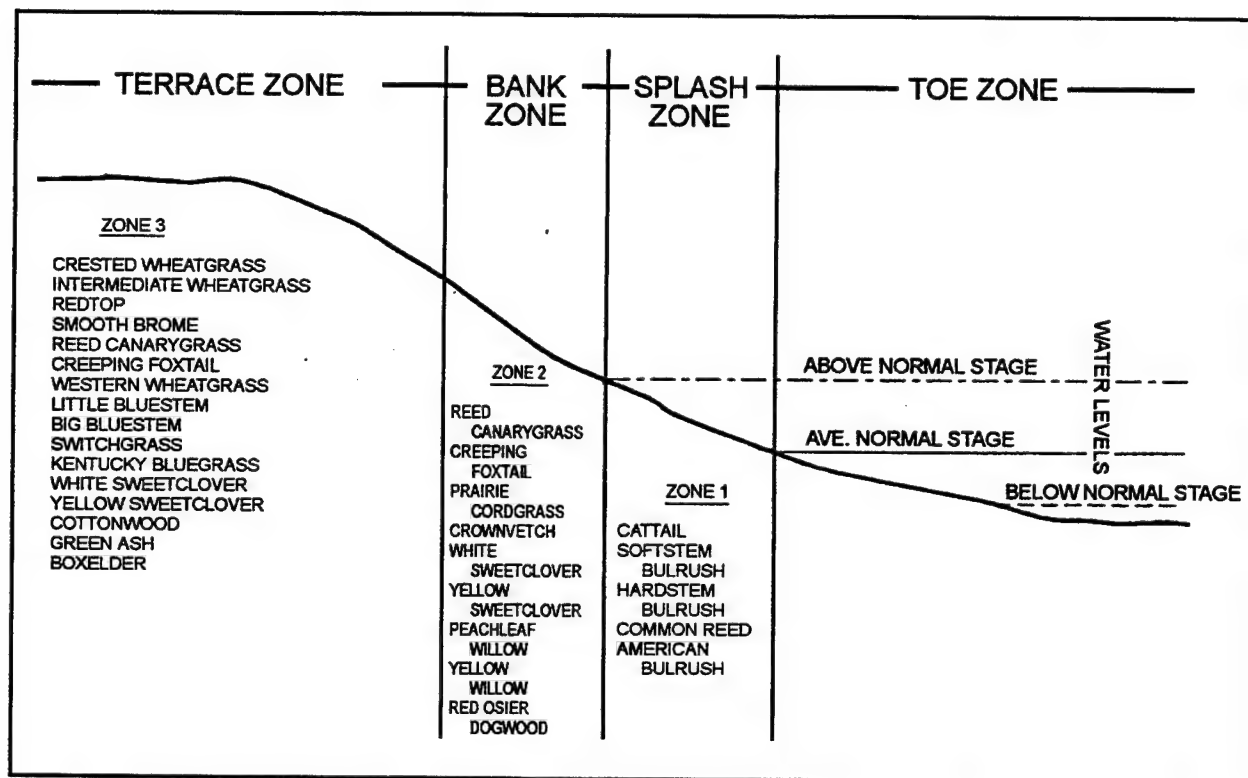 TERRACE ZONE
BANK
ZONE
SPLASH
ZONE
TOE ZONE
ZONE 3
CRESTED WHEATGRASS
INTERMEDIATE WHEATGRASS
REDTOP
SMOOTH BROME
REED CANARYGRASS
CREEPING FOXTAIL
WESTERN WHEATGRASS
LITTLE BLUESTEM
BIG BLUESTEM
SWITCHGRASS
KENTUCKY BLUEGRASS
WHITE SWEETCLOVER
YELLOW SWEETCLOVER
COTTONWOOD
GREEN ASH
BOXELDER
ZONE 2
REED
CANARYGRASS
CREEPING
FOXTAIL
PRAIRIE
CORDGRASS
CROWNVETCH
WHITE
SWEETCLOVER
YELLOW
SWEETCLOVER
PEACHLEAF
WILLOW
YELLOW
WILLOW
RED OSIER
DOGWOOD
ZONE 1
CATTAIL
SOFTSTEM
BULRUSH
HARDSTEM
BULRUSH
COMMON REED
AMERICAN
BULRUSH
ABOVE NORMAL STAGE
AVE. NORMAL STAGE
BELOW NORMAL STAGE
WATER LEVELS